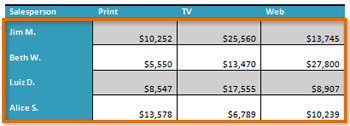 Salesperson Print TV Web
Jim M. $10,252 $25,560 $13,745
Beth W. $5,550 $13,470 $27,800
Luiz D. $8,547 $17,555 $8,907
Alice S. $13,578 $6,789 $10,239